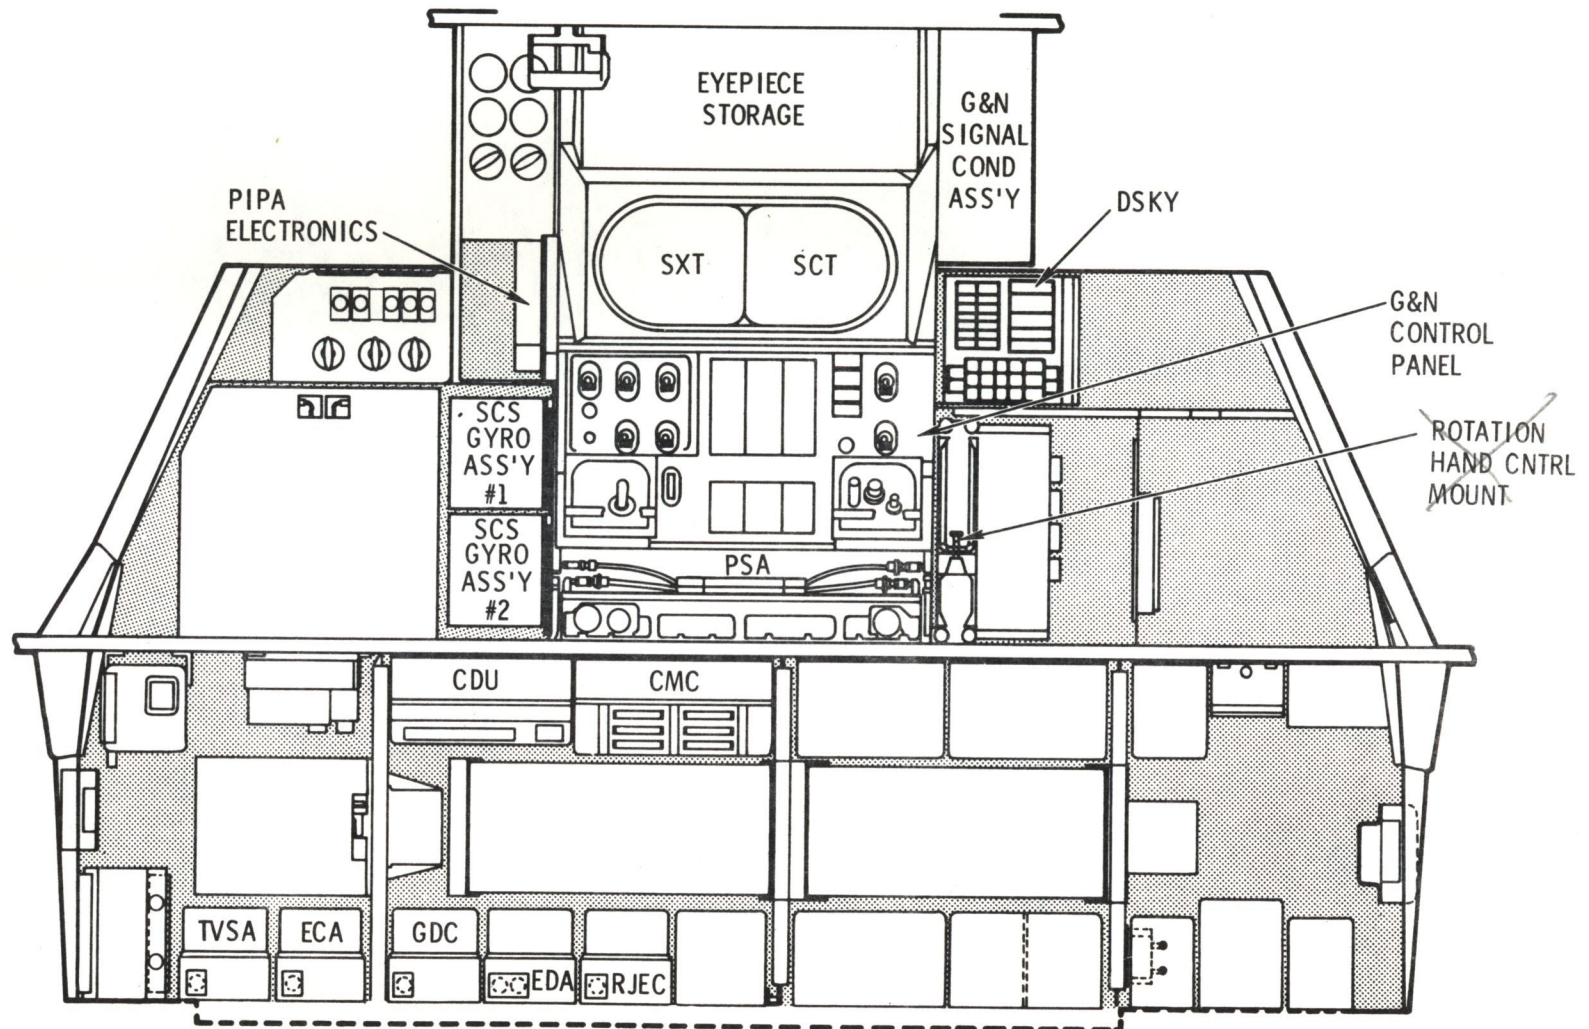 EYEPIECE
STORAGE
G&N
SIGNAL
COND
ASS'Y
PIPA
ELECTRONICS
DSKY
SXT
SCT
G&N
CONTROL
PANEL
SCS
GYRO
ASS'Y
#1
ROTATION
HAND CNTRL
MOUNT
SCS
GYRO
ASS'Y
#2
PSA
CDU
CMC
TVSA
ECA
GDC
EDA
RJEC